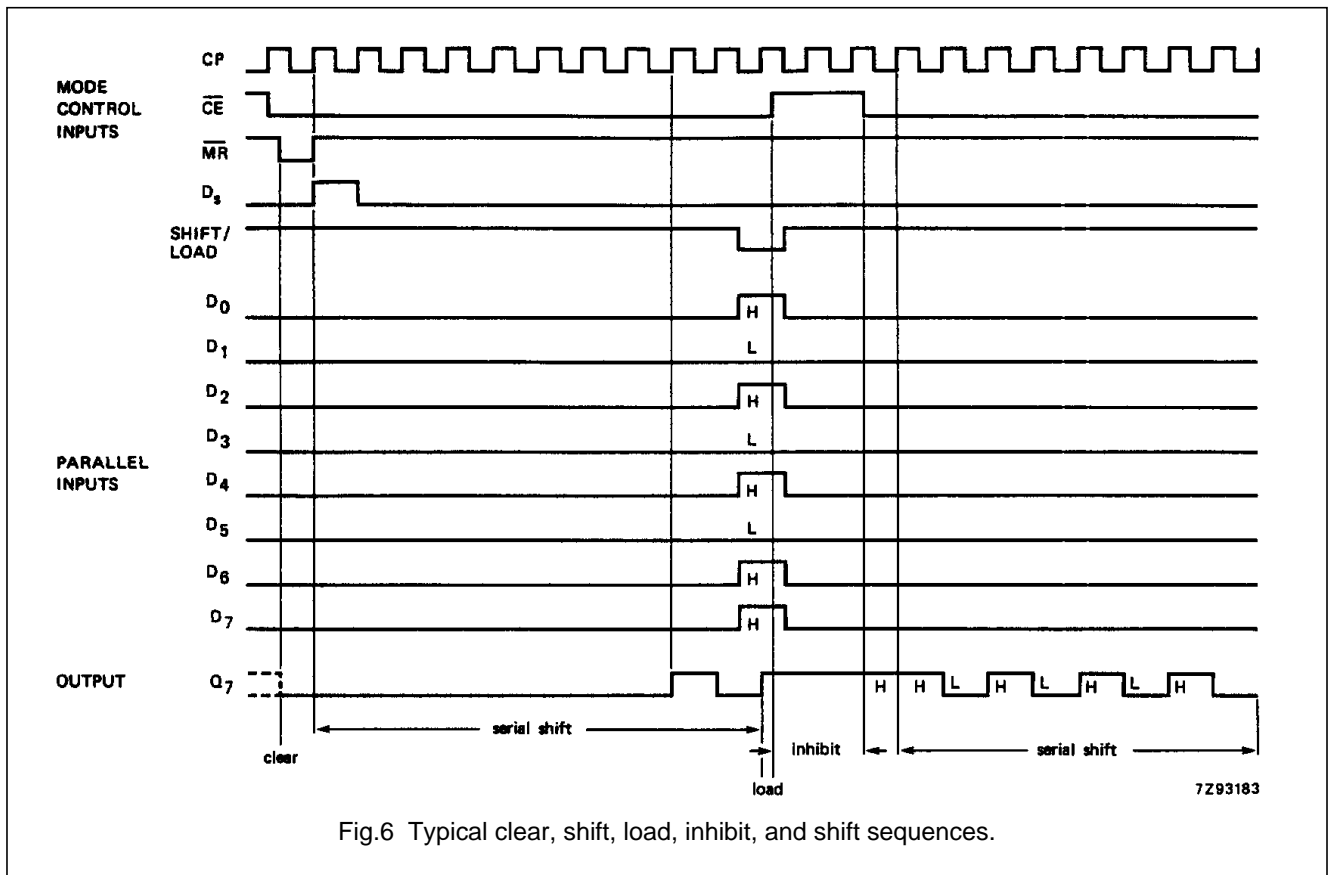 CP
MODE
CONTROL
INPUTS
CE
MR
Ds
SHIFT/
LOAD
D0
D1
D2
D3
D4
D5
D6
D7
H
L
H
L
H
L
H
H
PARALLEL
INPUTS
OUTPUT
Q7
H H L H L H L H
serial shift
inhibit
serial shift
clear
load
7Z93183
Fig.6 Typical clear, shift, load, inhibit, and shift sequences.